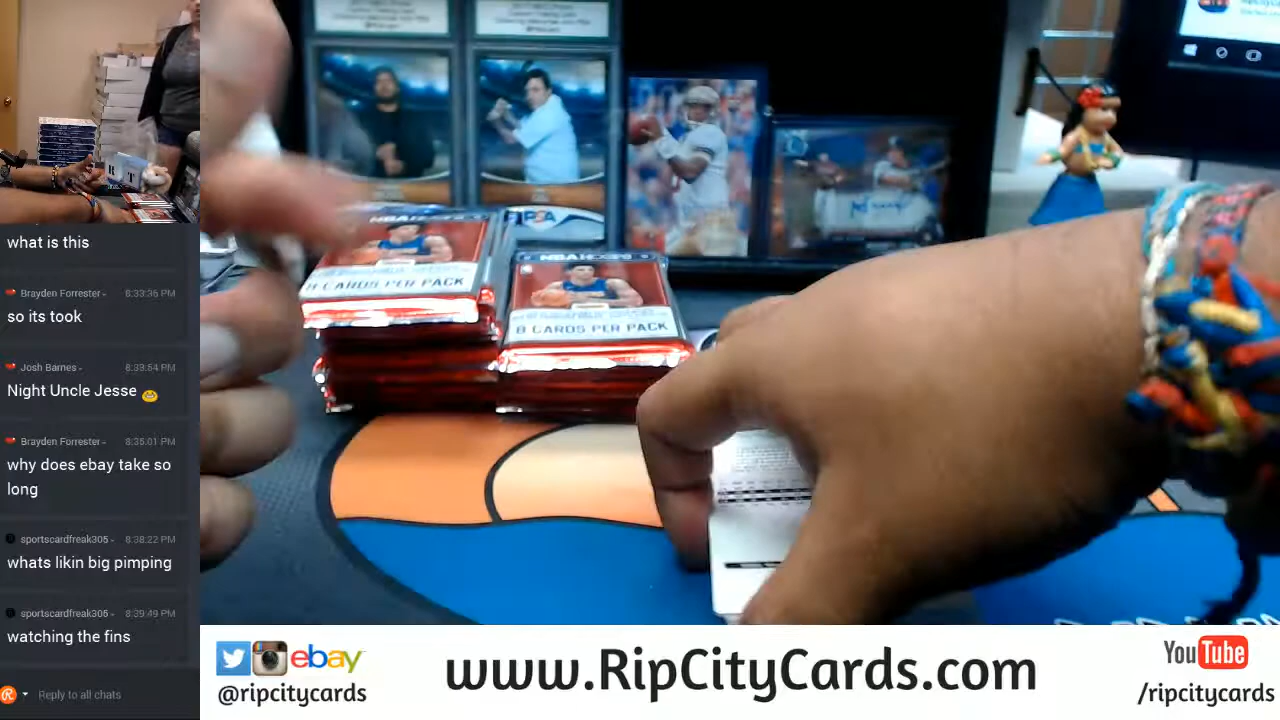 what is this
Brayden Forrester 8:33:36 PM
so its took
Josh Barnes 8:33:54 PM
Night Uncle Jesse
Brayden Forrester 8:35:01 PM
why does ebay take so
long
sportscardfreak305 8:38:22 PM
whats likin big pimping
sportscardfreak305 8:39:49 PM
watching the fins
Reply to all chats
NBA HOOPS
8 CARDS PER PACK
NBA HOOPS
8 CARDS PER PACK
PSA
ebay
@ripcitycards
www.RipCityCards.com
YouTube
/ripcitycards